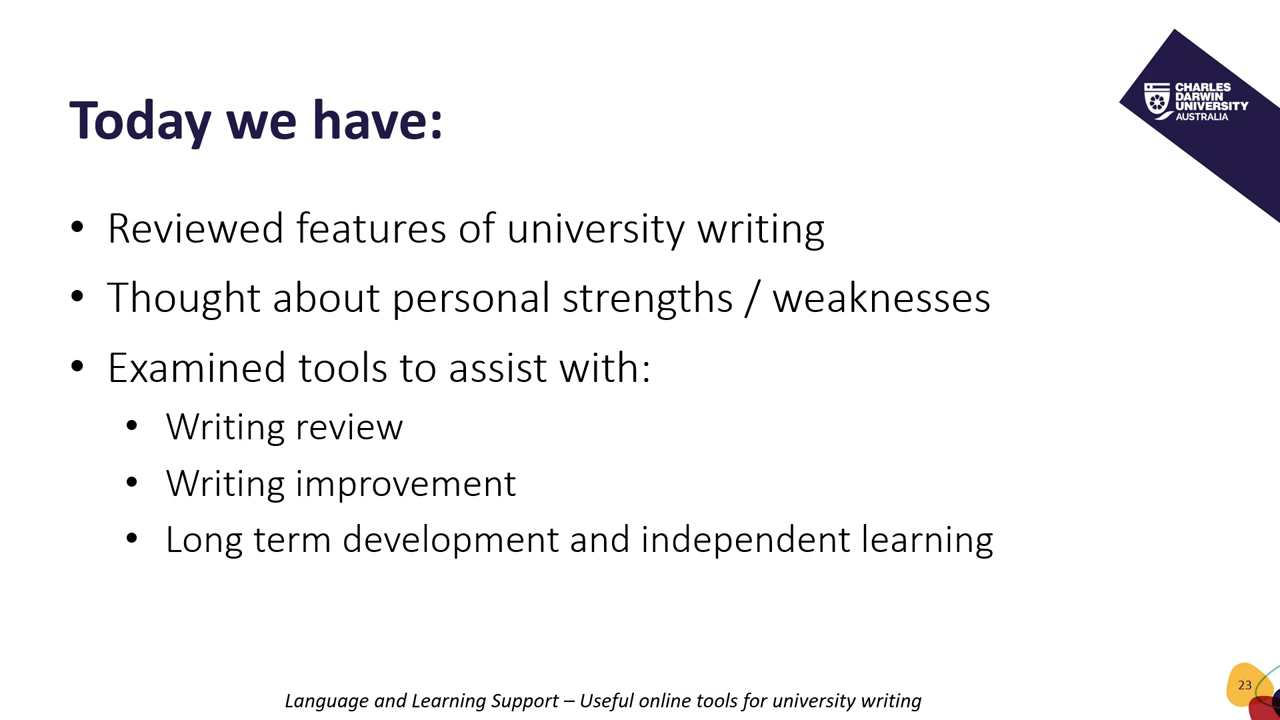 CHARLES
DARWIN
UNIVERSITY
AUSTRALIA
Today we have:
• Reviewed features of university writing
• Thought about personal strengths / weaknesses
• Examined tools to assist with:
• Writing review
• Writing improvement
• Long term development and independent learning
Language and Learning Support – Useful online tools for university writing
23